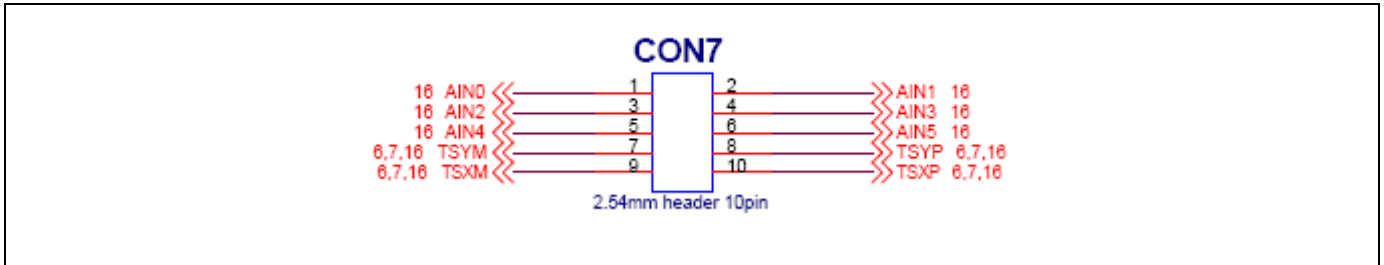 CON7
16 AIN0 1 2 AIN1 16
16 AIN2 3 4 AIN3 16
16 AIN4 5 6 AIN5 16
6,7,16 TSYM 7 8 TSYP 6,7,16
6,7,16 TSXM 9 10 TSXP 6,7,16
2.54mm header 10pin